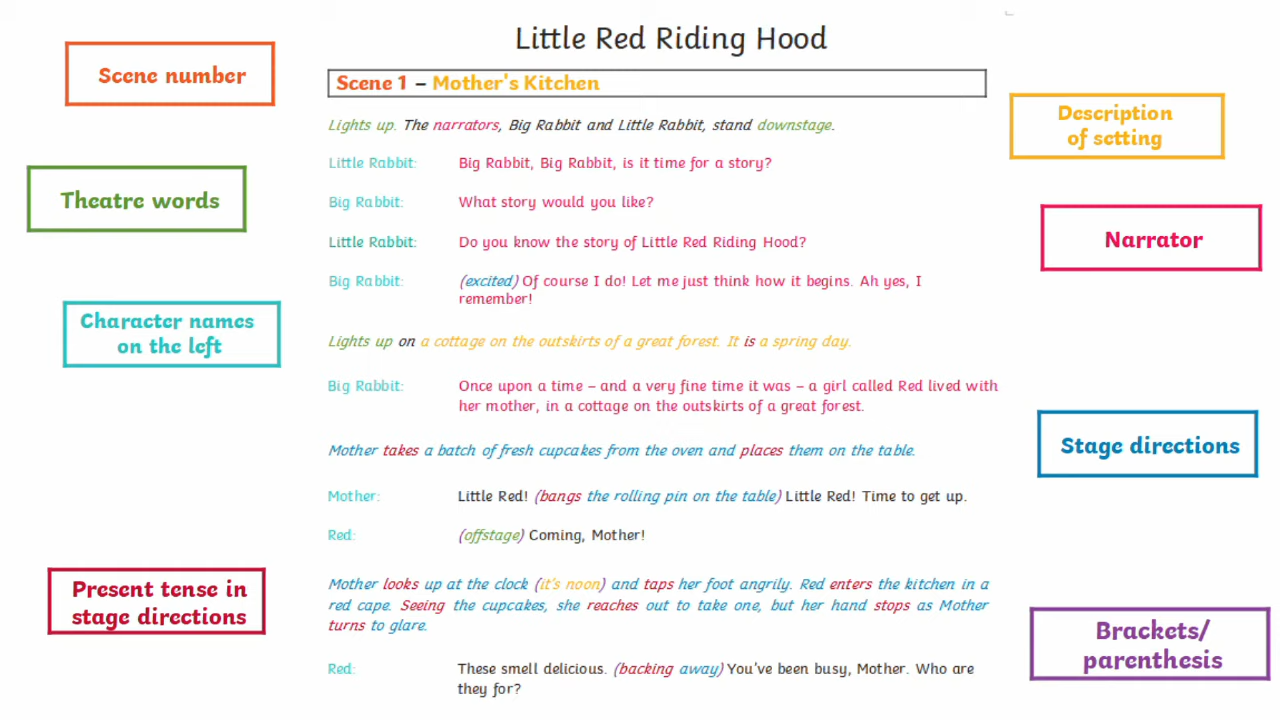 Little Red Riding Hood
Scene number
Scene 1 – Mother's Kitchen
Description
of setting
Lights up. The narrators, Big Rabbit and Little Rabbit, stand downstage.
Little Rabbit: Big Rabbit, Big Rabbit, is it time for a story?
Theatre words
Big Rabbit: What story would you like?
Narrator
Little Rabbit: Do you know the story of Little Red Riding Hood?
Big Rabbit: (excited) Of course I do! Let me just think how it begins. Ah yes, I
remember!
Character names
on the left
Lights up on a cottage on the outskirts of a great forest. It is a spring day.
Big Rabbit: Once upon a time – and a very fine time it was – a girl called Red lived with
her mother, in a cottage on the outskirts of a great forest.
Stage directions
Mother takes a batch of fresh cupcakes from the oven and places them on the table.
Mother: Little Red! (bangs the rolling pin on the table) Little Red! Time to get up.
Red: (offstage) Coming, Mother!
Present tense in
stage directions
Mother looks up at the clock (it's noon) and taps her foot angrily. Red enters the kitchen in a
red cape. Seeing the cupcakes, she reaches out to take one, but her hand stops as Mother
turns to glare.
Brackets/
parenthesis
Red: These smell delicious. (backing away) You've been busy, Mother. Who are
they for?